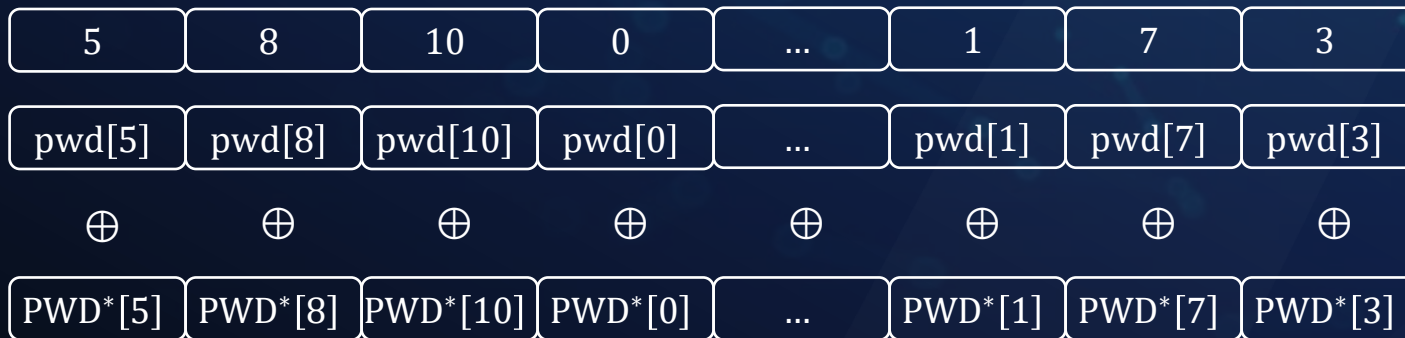 5 8 10 0 ... 1 7 3
pwd[5] pwd[8] pwd[10] pwd[0] ... pwd[1] pwd[7] pwd[3]
⊕ ⊕ ⊕ ⊕ ⊕ ⊕ ⊕ ⊕
PWD*[5] PWD*[8] PWD*[10] PWD*[0] ... PWD*[1] PWD*[7] PWD*[3]